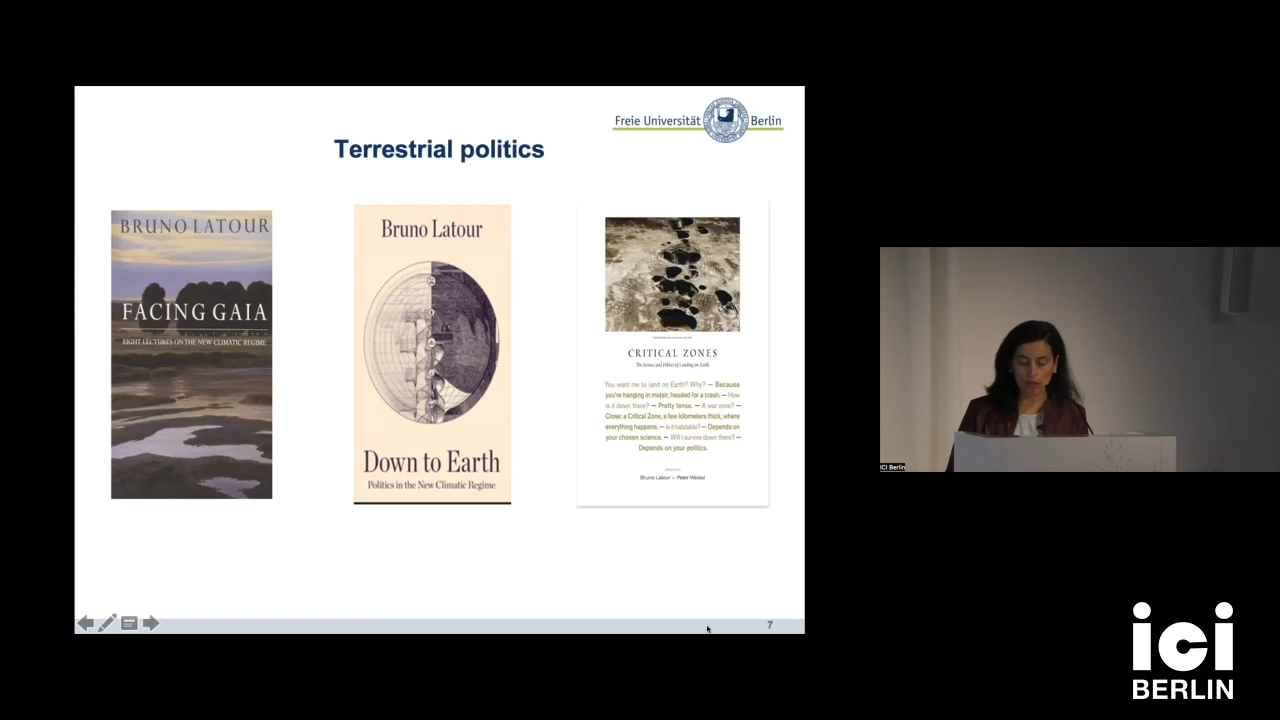 Freie Universität Berlin
Terrestrial politics
BRUNO LATOUR
FACING GAIA
EIGHT LECTURES ON THE NEW CLIMATIC REGIME
Bruno Latour
Down to Earth
Politics in the New Climatic Regime
CRITICAL ZONES
The Science and Politics of Landing on Earth
You want me to land on Earth? Why? — Because
you're hanging in midair, headed for a crash. — How
is it down there? — Pretty tense. — A war zone? —
Close: a Critical Zone, a few kilometers thick, where
everything happens. — Is it habitable? — Depends on
your chosen science. — Will I survive down there? —
Depends on your politics.
Bruno Latour — Peter Weibel
7
ICI Berlin
ici
BERLIN